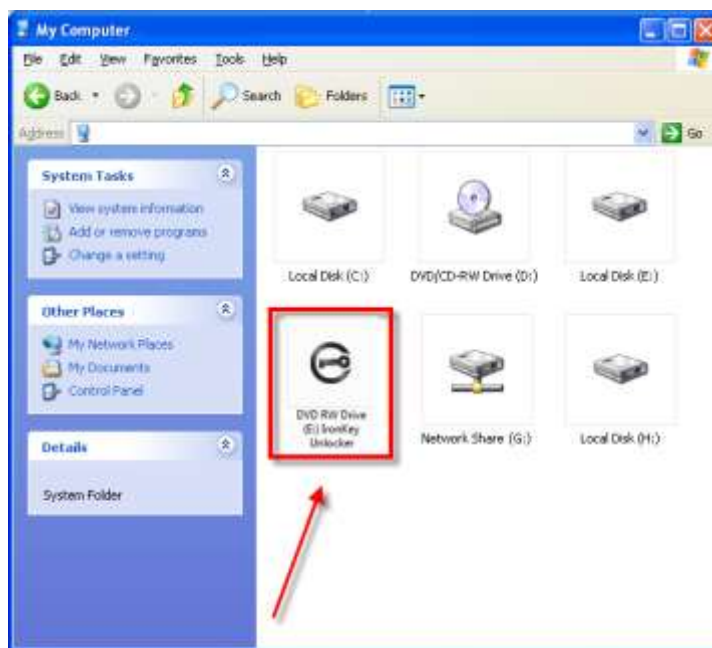 My Computer
File Edit View Favorites Tools Help
Back Search Folders
Address Go
System Tasks
View system information
Add or remove programs
Change a setting
Other Places
My Network Places
My Documents
Control Panel
Details
System Folder
Local Disk (C:) DVD/CD-RW Drive (D:) Local Disk (E:)
DVD RW Drive
(E:) IronKey
Unlocker
Network Share (G:) Local Disk (H:)